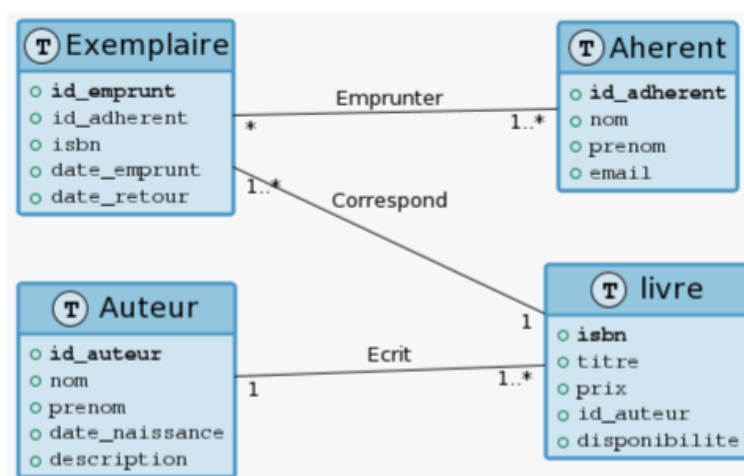 T Exemplaire
id_emprunt
id_adherent
isbn
date_emprunt
date_retour
Emprunter
*
1..*
T Aherent
id_adherent
nom
prenom
email
1..*
Correspond
1
T Auteur
id_auteur
nom
prenom
date_naissance
description
Ecrit
1
1..*
T livre
isbn
titre
prix
id_auteur
disponibilite